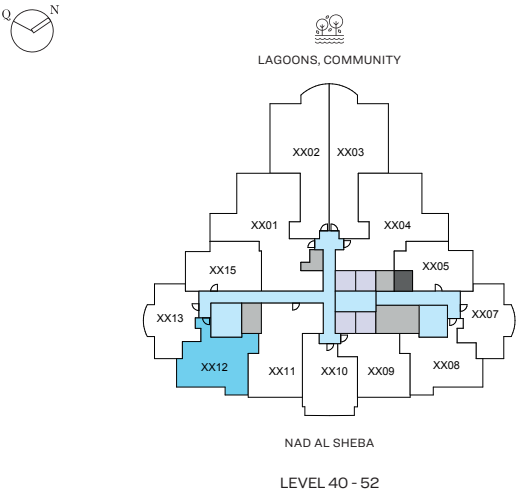 Q N
LAGOONS, COMMUNITY
XX02 XX03
XX01 XX04
XX15 XX05
XX13 XX07
XX12 XX11 XX10 XX09 XX08
NAD AL SHEBA
LEVEL 40 - 52